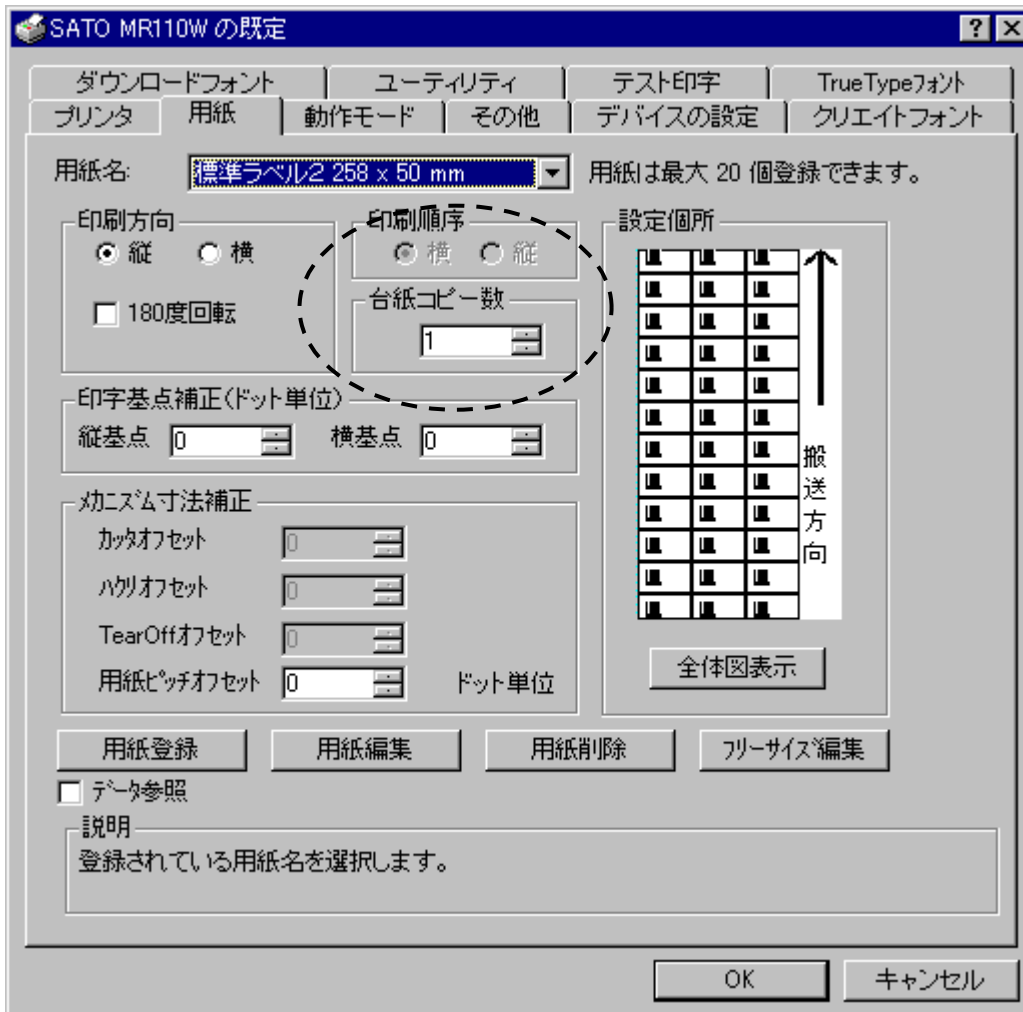 SATO MR110W の既定
ダウンロードフォント ユーティリティ テスト印字 TrueTypeフォント
プリンタ 用紙 動作モード その他 デバイスの設定 クリエイトフォント
用紙名: 標準ラベル2 258 x 50 mm 用紙は最大 20 個登録できます。
印刷方向
縦 横
180度回転
印刷順序
横 縦
台紙コピー数
1
設定個所
搬送方向
全体図表示
印字基点補正(ドット単位)
縦基点 0 横基点 0
メカニズム寸法補正
カッタオフセット 0
ハクリオフセット 0
TearOffオフセット 0
用紙ピッチオフセット 0 ドット単位
用紙登録 用紙編集 用紙削除 フリーサイズ編集
データ参照
説明
登録されている用紙名を選択します。
OK キャンセル